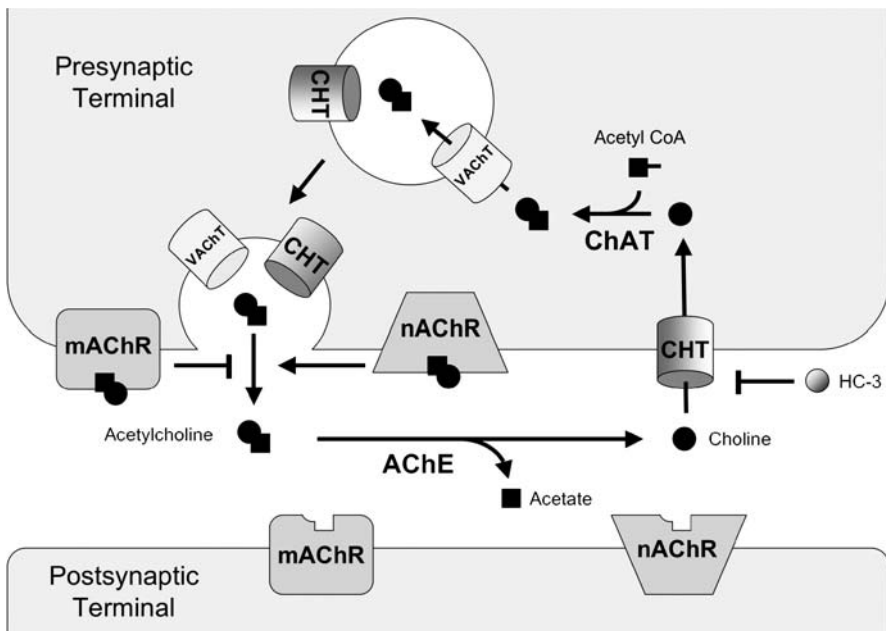 Presynaptic
Terminal
CHT
VAChT
Acetyl CoA
ChAT
VAChT
CHT
mAChR
nAChR
CHT
HC-3
Acetylcholine
AChE
Choline
Acetate
mAChR
nAChR
Postsynaptic
Terminal